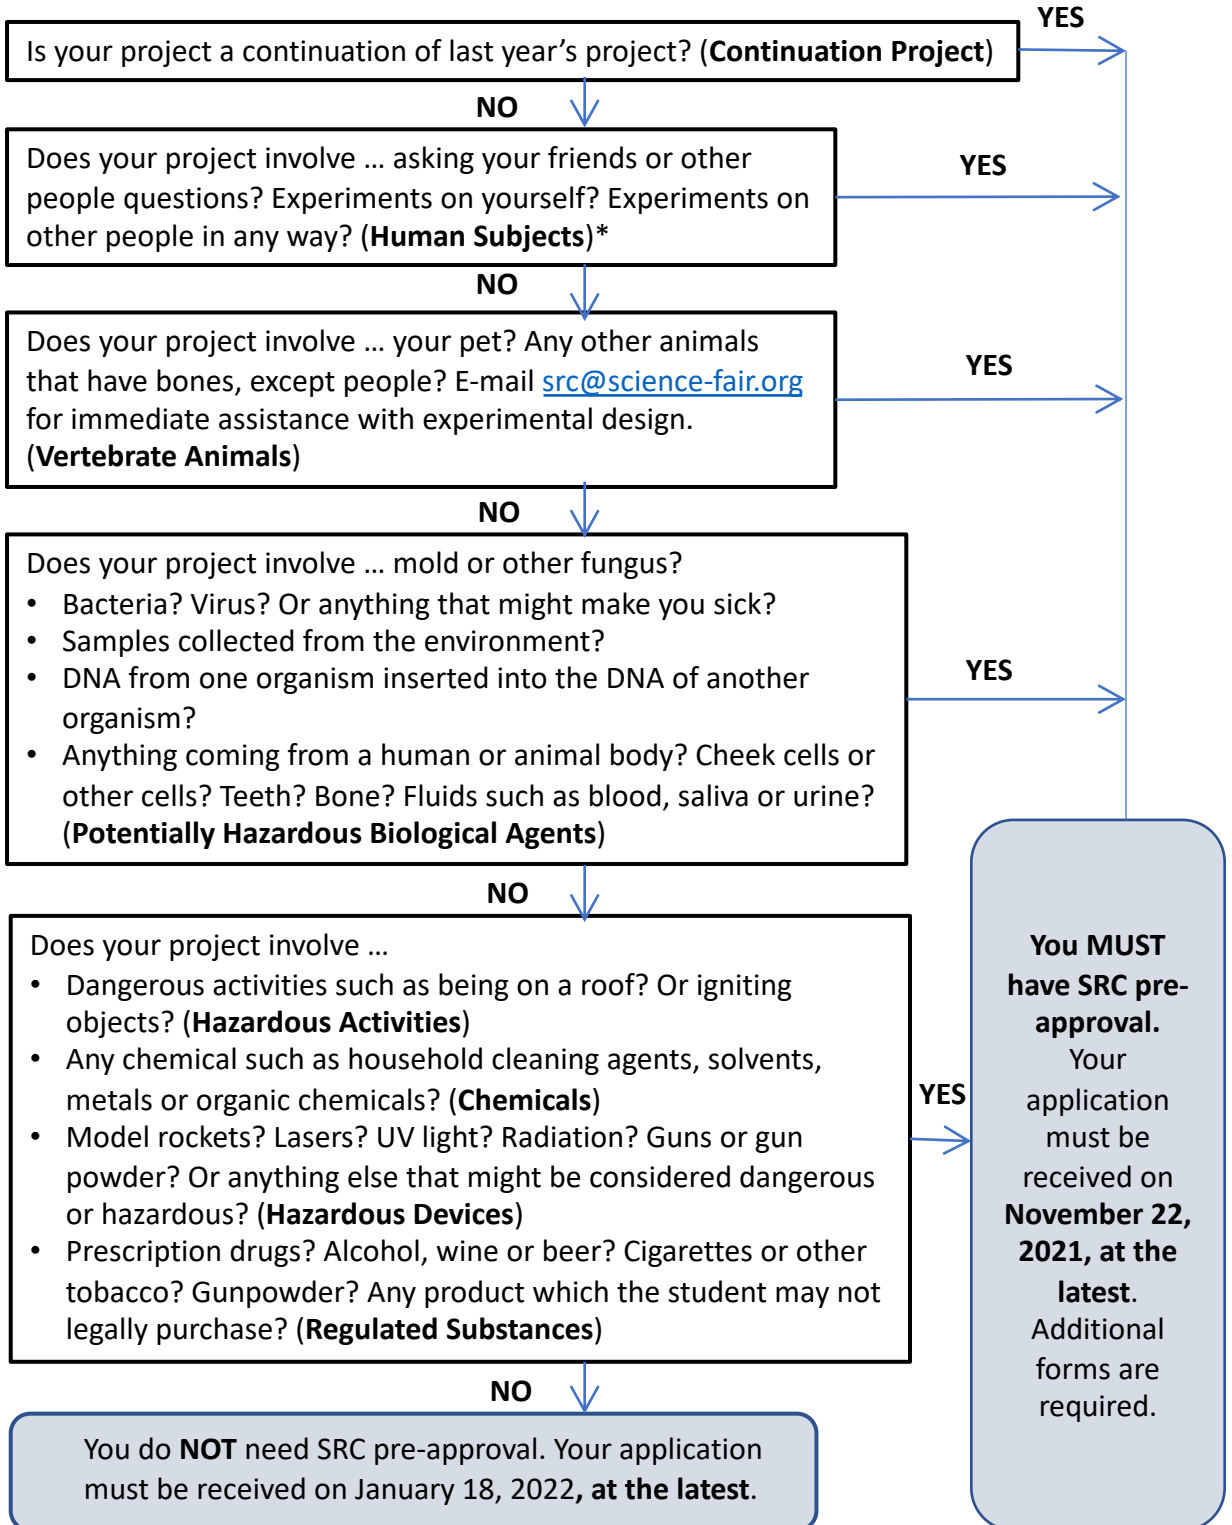 YES
Is your project a continuation of last year’s project? (Continuation Project)
NO
Does your project involve … asking your friends or other
people questions? Experiments on yourself? Experiments on
other people in any way? (Human Subjects)*
YES
NO
Does your project involve … your pet? Any other animals
that have bones, except people? E-mail src@science-fair.org
for immediate assistance with experimental design.
(Vertebrate Animals)
YES
NO
Does your project involve … mold or other fungus?
• Bacteria? Virus? Or anything that might make you sick?
• Samples collected from the environment?
• DNA from one organism inserted into the DNA of another
organism?
• Anything coming from a human or animal body? Cheek cells or
other cells? Teeth? Bone? Fluids such as blood, saliva or urine?
(Potentially Hazardous Biological Agents)
YES
NO
Does your project involve …
• Dangerous activities such as being on a roof? Or igniting
objects? (Hazardous Activities)
• Any chemical such as household cleaning agents, solvents,
metals or organic chemicals? (Chemicals)
• Model rockets? Lasers? UV light? Radiation? Guns or gun
powder? Or anything else that might be considered dangerous
or hazardous? (Hazardous Devices)
• Prescription drugs? Alcohol, wine or beer? Cigarettes or other
tobacco? Gunpowder? Any product which the student may not
legally purchase? (Regulated Substances)
YES
You MUST
have SRC pre-
approval.
Your
application
must be
received on
November 22,
2021, at the
latest.
Additional
forms are
required.
NO
You do NOT need SRC pre-approval. Your application
must be received on January 18, 2022, at the latest.